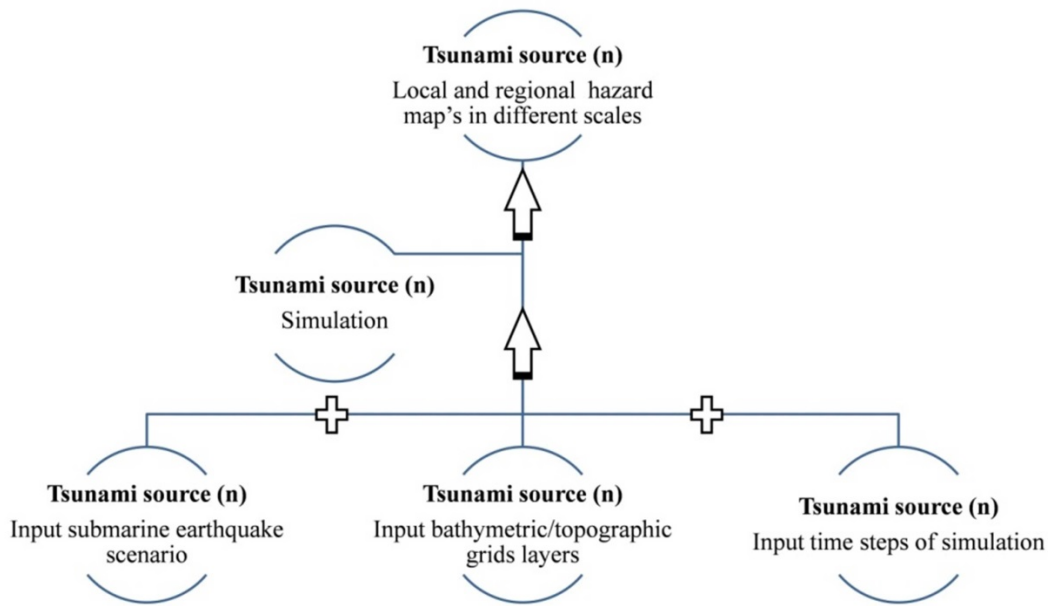 Tsunami source (n)
Local and regional hazard
map's in different scales
Tsunami source (n)
Simulation
Tsunami source (n)
Input submarine earthquake
scenario
Tsunami source (n)
Input bathymetric/topographic
grids layers
Tsunami source (n)
Input time steps of simulation